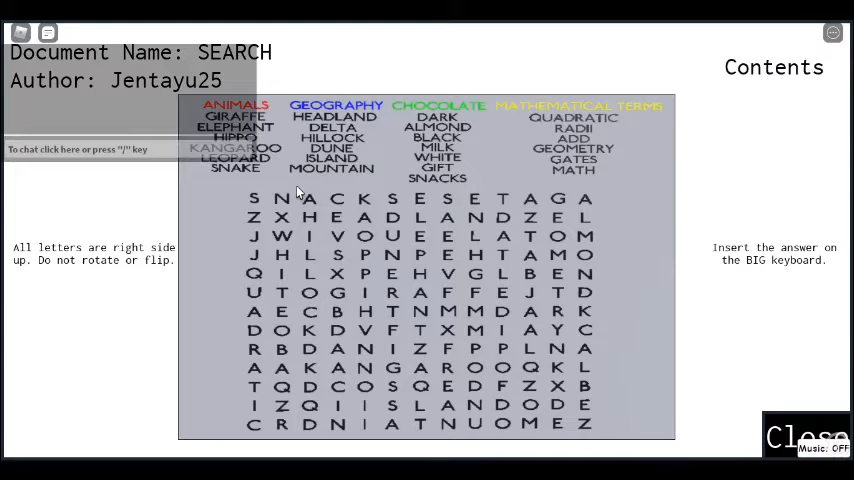 Document Name: SEARCH
Author: Jentayu25
Contents
To chat click here or press "/" key
All letters are right side
up. Do not rotate or flip.
Insert the answer on
the BIG keyboard.
ANIMALS
GIRAFFE
ELEPHANT
HIPPO
KANGAROO
LEOPARD
SNAKE
GEOGRAPHY
HEADLAND
DELTA
HILLOCK
DUNE
ISLAND
MOUNTAIN
CHOCOLATE
DARK
ALMOND
BLACK
MILK
WHITE
GIFT
SNACKS
MATHEMATICAL TERMS
QUADRATIC
RADII
ADD
GEOMETRY
GATES
MATH
S N A C K S E S E T A G A
Z X H E A D L A N D Z E L
J W I V O U E E L A T O M
J H L S P N P E H T A M O
Q I L X P E H V G L B E N
U T O G I R A F F E J T D
A E C B H T N M M D A R K
D O K D V F T X M I A Y C
R B D A N I Z F P P L N A
A A K A N G A R O O Q K L
T Q D C O S Q E D F Z X B
I Z Q I I S L A N D O D E
C R D N I A T N U O M E Z
Close
Music: OFF